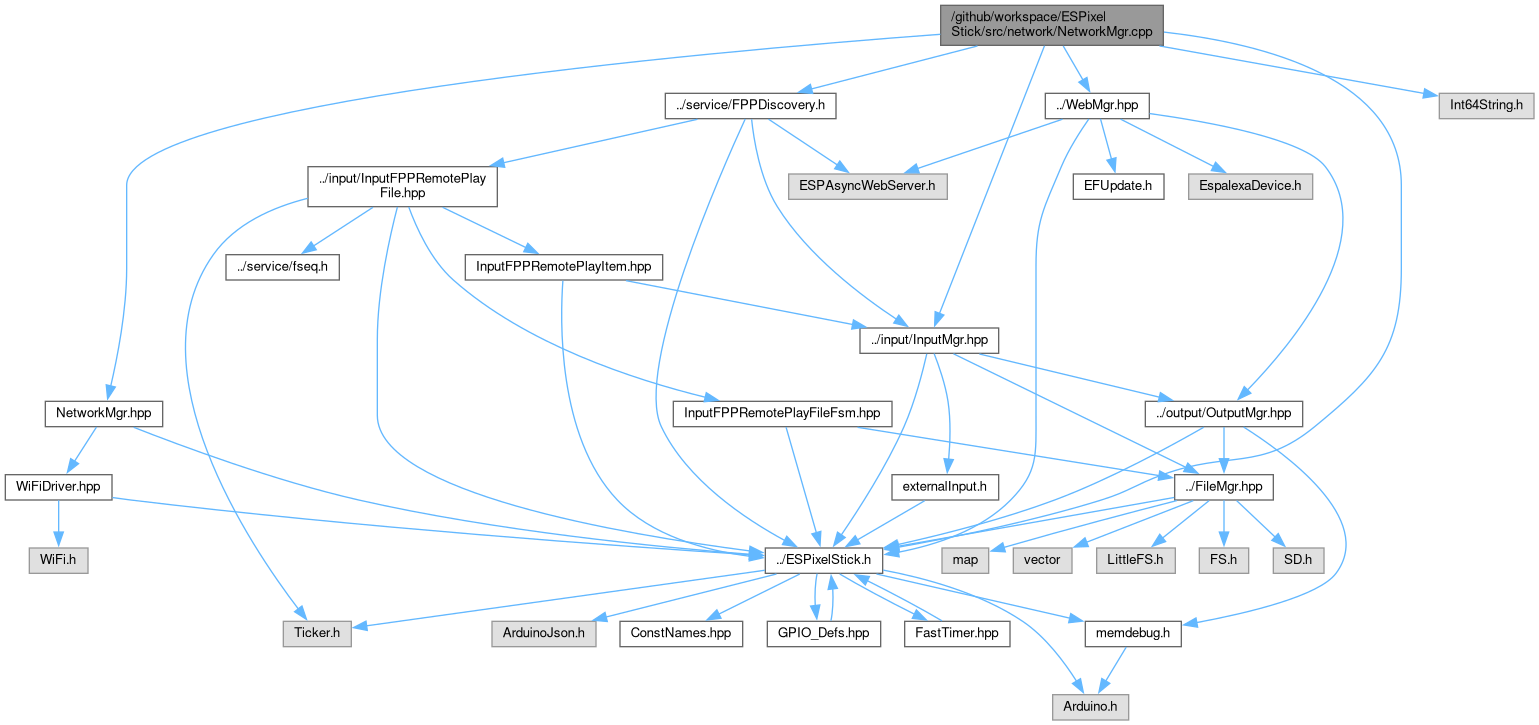 /github/workspace/ESPixel
Stick/src/network/NetworkMgr.cpp
../service/FPPDiscovery.h
../WebMgr.hpp
Int64String.h
../input/InputFPPRemotePlay
File.hpp
ESPAsyncWebServer.h
EFUpdate.h
EspalexaDevice.h
../service/fseq.h
InputFPPRemotePlayItem.hpp
../input/InputMgr.hpp
NetworkMgr.hpp
InputFPPRemotePlayFileFsm.hpp
../output/OutputMgr.hpp
WiFiDriver.hpp
externalInput.h
../FileMgr.hpp
WiFi.h
../ESPixelStick.h
map
vector
LittleFS.h
FS.h
SD.h
Ticker.h
ArduinoJson.h
ConstNames.hpp
GPIO_Defs.hpp
FastTimer.hpp
memdebug.h
Arduino.h